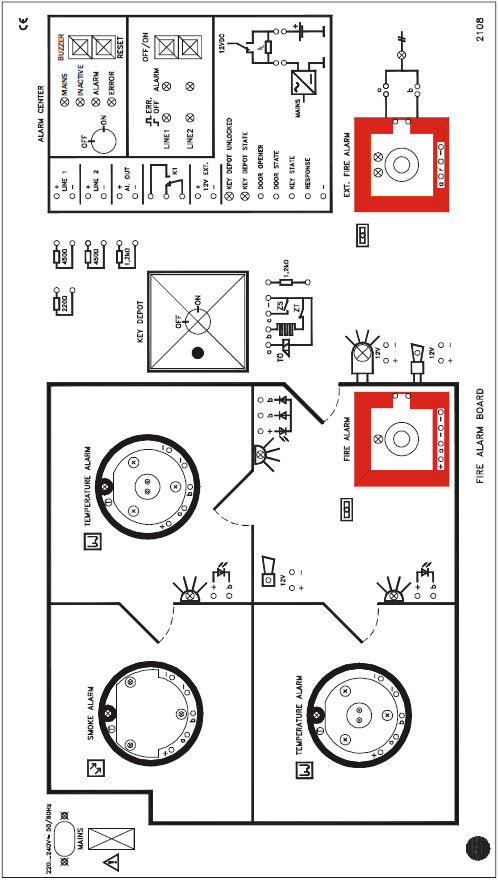 CE
2108
ALARM CENTER
BUZZER
RESET
MAINS
INACTIVE
ALARM
ERROR
OFF
ON
OFF/ON
ALARM
ERR.
OFF
LINE1
LINE2
12VDC
MAINS
+
LINE 1
-
+
LINE 2
-
+
AL OUT
-
K1
+
12V EXT.
-
KEY DEPOT UNLOCKED
KEY DEPOT STATE
DOOR OPENER
DOOR STATE
KEY STATE
RESPONSE
-
EXT. FIRE ALARM
a
b
a r - -
450Ω
450Ω
1,2kΩ
220Ω
KEY DEPOT
OFF
ON
1,2kΩ
a b c -
TÖ
ZS
ZT
FIRE ALARM BOARD
TEMPERATURE ALARM
+ a b - -
+ b b
12V
+ -
12V
+ -
FIRE ALARM
+ a - -
+
b
12V
+ -
+
b
SMOKE ALARM
+ a b - -
TEMPERATURE ALARM
+ a b - -
220...240V~ 50/60Hz
MAINS